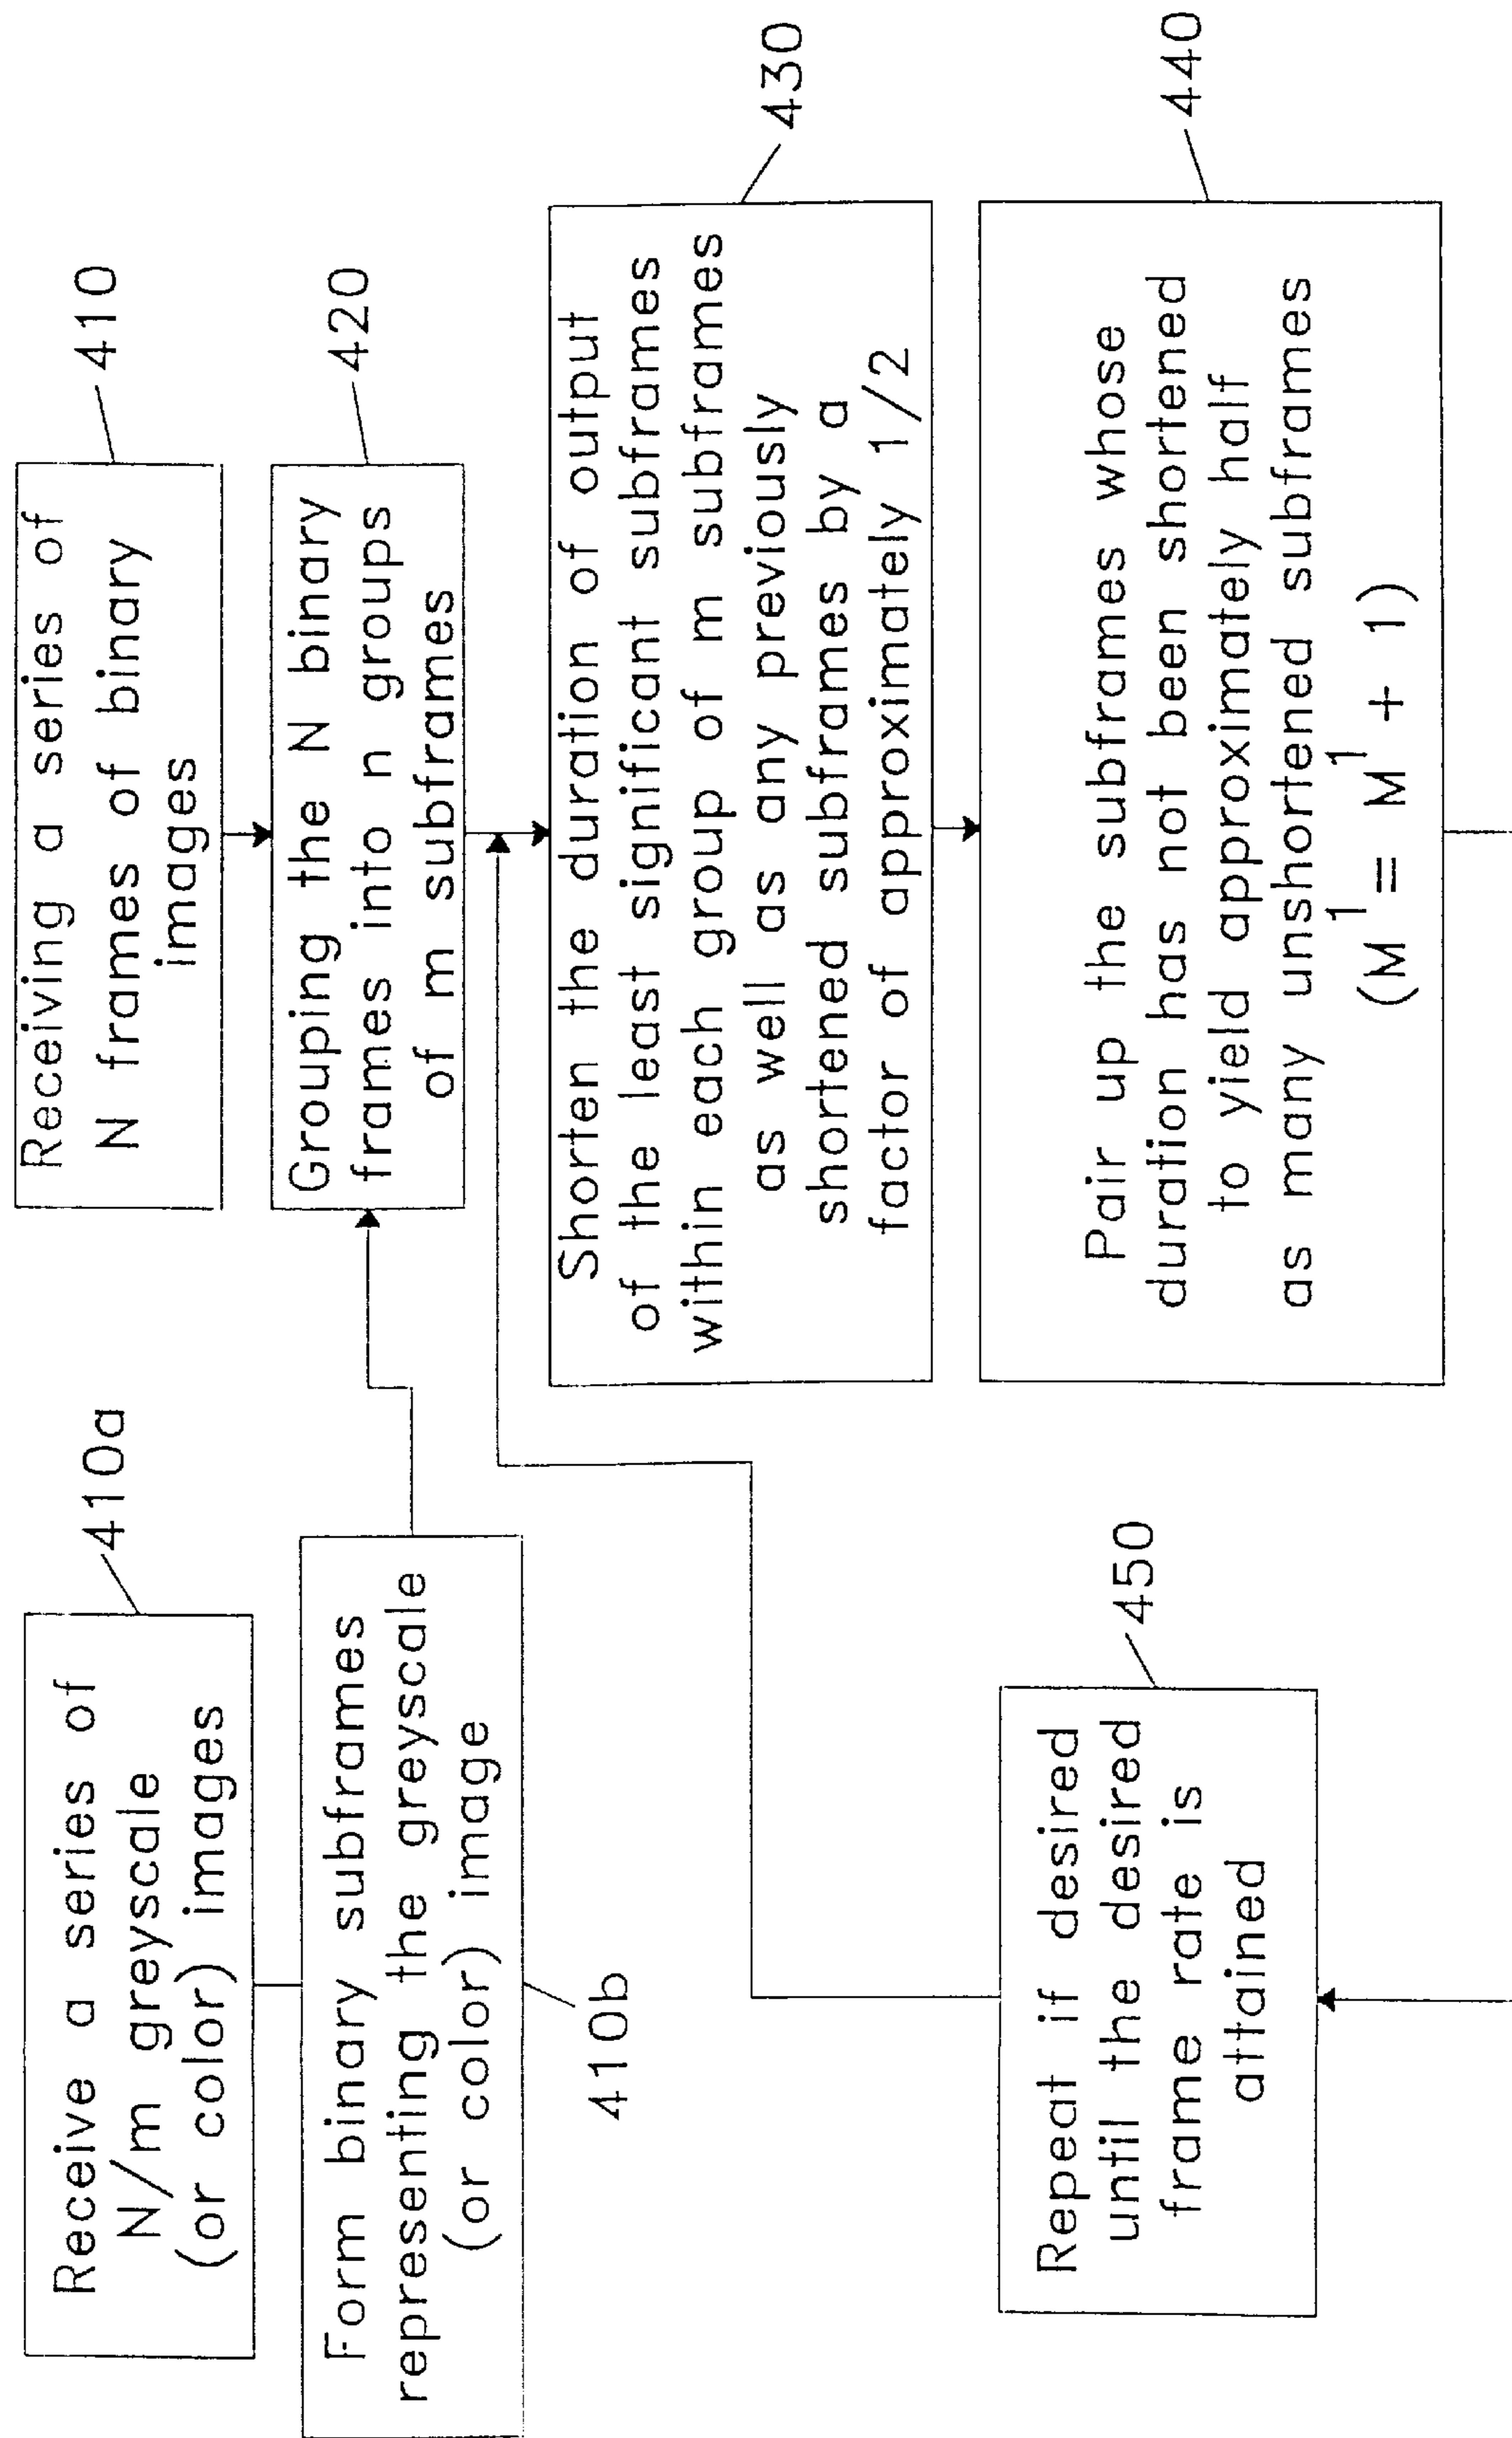 Receive a series of
N/m greyscale
(or color) images
410a
Form binary subframes
representing the greyscale
(or color) image
410b
Receiving a series of
N frames of binary
images
410
Grouping the N binary
frames into n groups
of m subframes
420
Shorten the duration of output
of the least significant subframes
within each group of m subframes
as well as any previously
shortened subframes by a
factor of approximately 1/2
430
Pair up the subframes whose
duration has not been shortened
to yield approximately half
as many unshortened subframes
(M¹ = M¹ + 1)
440
Repeat if desired
until the desired
frame rate is
attained
450